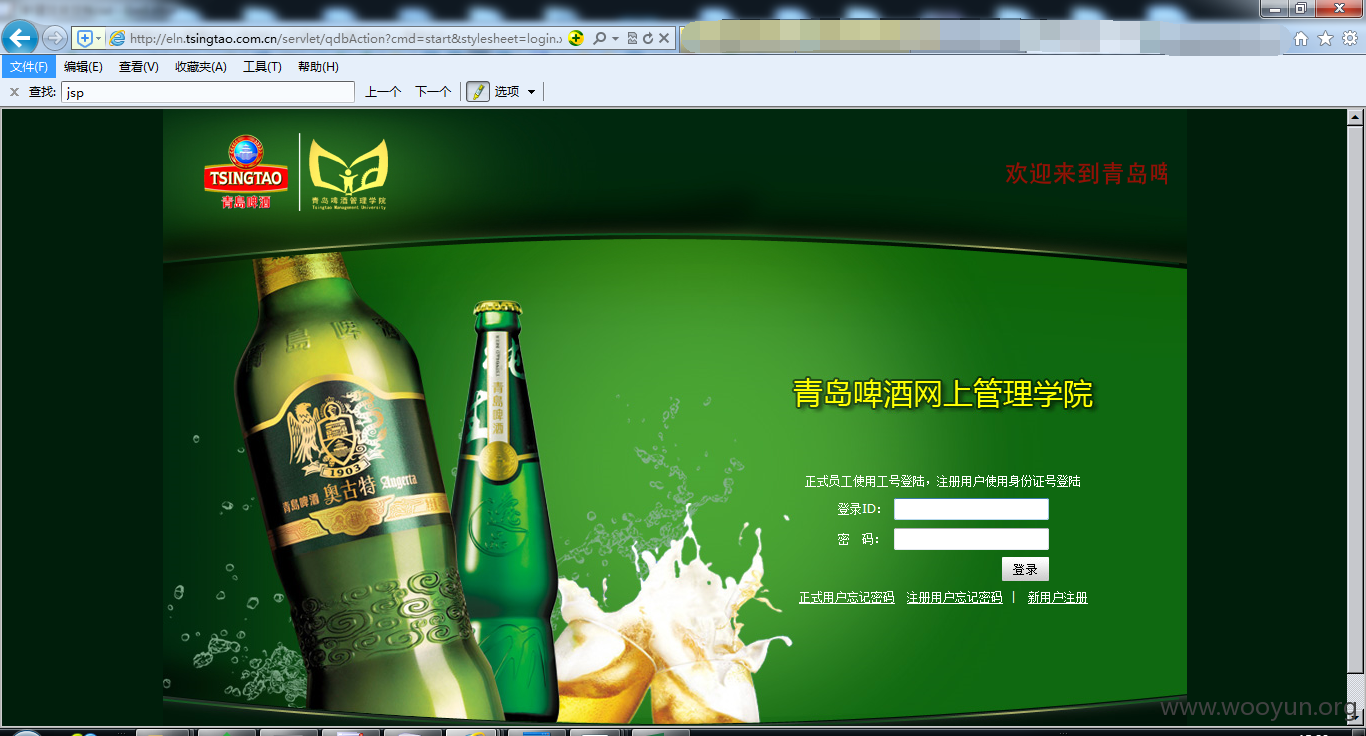 http://eln.tsingtao.com.cn/servlet/qdbAction?cmd=start&stylesheet=login.
文件(F) 编辑(E) 查看(V) 收藏夹(A) 工具(T) 帮助(H)
查找: jsp 上一个 下一个 选项
TSINGTAO
青岛啤酒
青岛啤酒管理学院
Tsingtao Management University
欢迎来到青岛啤
青島啤酒
青岛啤酒
1903
青島啤酒 奥古特 Augerta
青岛啤酒网上管理学院
正式员工使用工号登陆，注册用户使用身份证号登陆
登录ID:
密 码:
登录
正式用户忘记密码 注册用户忘记密码 | 新用户注册
www.wooyun.org